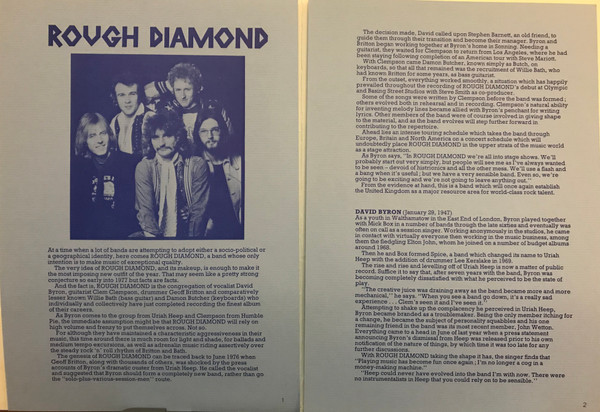 ROUGH DIAMOND
At a time when a lot of bands are attempting to adopt either a socio-political or
a geographical identity, here comes ROUGH DIAMOND, a band whose only
intention is to make music of exceptional quality.
The very idea of ROUGH DIAMOND, and its makeup, is enough to make it
the most imposing new outfit of the year. That may seem like a pretty strong
conjecture so early into 1977 but facts are facts.
And the fact is, ROUGH DIAMOND is the congregation of vocalist David
Byron, guitarist Clem Clempson, drummer Geoff Britton and comparatively
lesser known Willie Bath (bass guitar) and Damon Butcher (keyboards) who
individually and collectively have just completed recording the finest album
of their careers.
As Byron comes to the group from Uriah Heep and Clempson from Humble
Pie, the immediate assumption might be that ROUGH DIAMOND will rely on
high volume and frenzy to put themselves across. Not so.
For although they have maintained a characteristic aggressiveness in their
music, this time around there is much room for light and shade, for ballads and
medium tempo excursions, as well as adrenalin music riding assertively over
the steady rock 'n' roll rhythm of Britton and Bath.
The genesis of ROUGH DIAMOND can be traced back to June 1976 when
Geoff Britton, along with thousands of others, was shocked by the press
accounts of Byron's dramatic ouster from Uriah Heep. He called the vocalist
and suggested that Byron should form a completely new band, rather than go
the "solo-plus-various-session-men" route.
1
The decision made, David called upon Stephen Barnett, an old friend, to
guide them through their transition and become their manager. Byron and
Britton began working together at Byron's home in Sonning. Needing a
guitarist, they waited for Clempson to return from Los Angeles, where he had
been staying following completion of an American tour with Steve Marriott.
With Clempson came Damon Butcher, known simply as Butch, on
keyboards, so that all that remained was the recruitment of Willie Bath, who
had known Britton for some years, as bass guitarist.
From the outset, everything worked smoothly, a situation which has happily
prevailed throughout the recording of ROUGH DIAMOND's debut at Olympic
and Basing Street Studios with Steve Smith as co-producer.
Some of the songs were written by Clempson before the band was formed;
others evolved both in rehearsal and in recording. Clempson's natural ability
for inventing melody lines became allied with Byron's penchant for writing
lyrics. Other members of the band were of course involved in giving shape
to the material, and as the band evolves will step further forward in
contributing to the repertoire.
Ahead lies an intense touring schedule which takes the band through
Europe, Britain and North America on a concert schedule which will
undoubtedly place ROUGH DIAMOND in the upper strata of the music world
as a stage attraction.
As Byron says, "In ROUGH DIAMOND we're all into stage shows. We'll
probably start out very simply, but people will see me as I've always wanted
to be seen – devoid of histrionics and all the other mess. We'll use a flash and
a bang when it's useful; but we have a very sensible band. Even so, we're
going to be exciting and we're not going to leave anything out."
From the evidence at hand, this is a band which will once again establish
the United Kingdom as a major resource area for world-class rock talent.
DAVID BYRON (January 29, 1947)
As a youth in Walthamstow in the East End of London, Byron played together
with Mick Box in a number of bands through the late sixties and eventually was
often on call as a session singer. Working anonymously in the studios, he came
in contact with virtually everyone then working in the music business, among
them the fledgling Elton John, whom he joined on a number of budget albums
around 1968.
Then he and Box formed Spice, a band which changed its name to Uriah
Heep with the addition of drummer Lee Kerslake in 1969.
The rise and rise and levelling off of Uriah Heep is now a matter of public
record. Suffice it to say that, after seven years with the band, Byron was
becoming completely dissatisfied with what he perceived to be the state of
play.
"The creative juice was draining away as the band became more and more
mechanical," he says. "When you see a band go down, it's a really sad
experience . . . Clem's seen it and I've seen it."
Attempting to shake up the complacency he perceived in Uriah Heep,
Byron became branded as a troublemaker. Being the only member itching for
a change, he became the subject of personality squabbles and his one
remaining friend in the band was its most recent member, John Wetton.
Everything came to a head in June of last year when a press statement
announcing Byron's dismissal from Heep was released prior to his own
notification of the nature of things, by which time it was too late for any
further discussions.
With ROUGH DIAMOND taking the shape it has, the singer finds that
"Playing music has become fun once again; I'm no longer a cog in a
money-making machine."
"Heep could never have evolved into the band I'm with now. There were
no instrumentalists in Heep that you could rely on to be sensible."
2